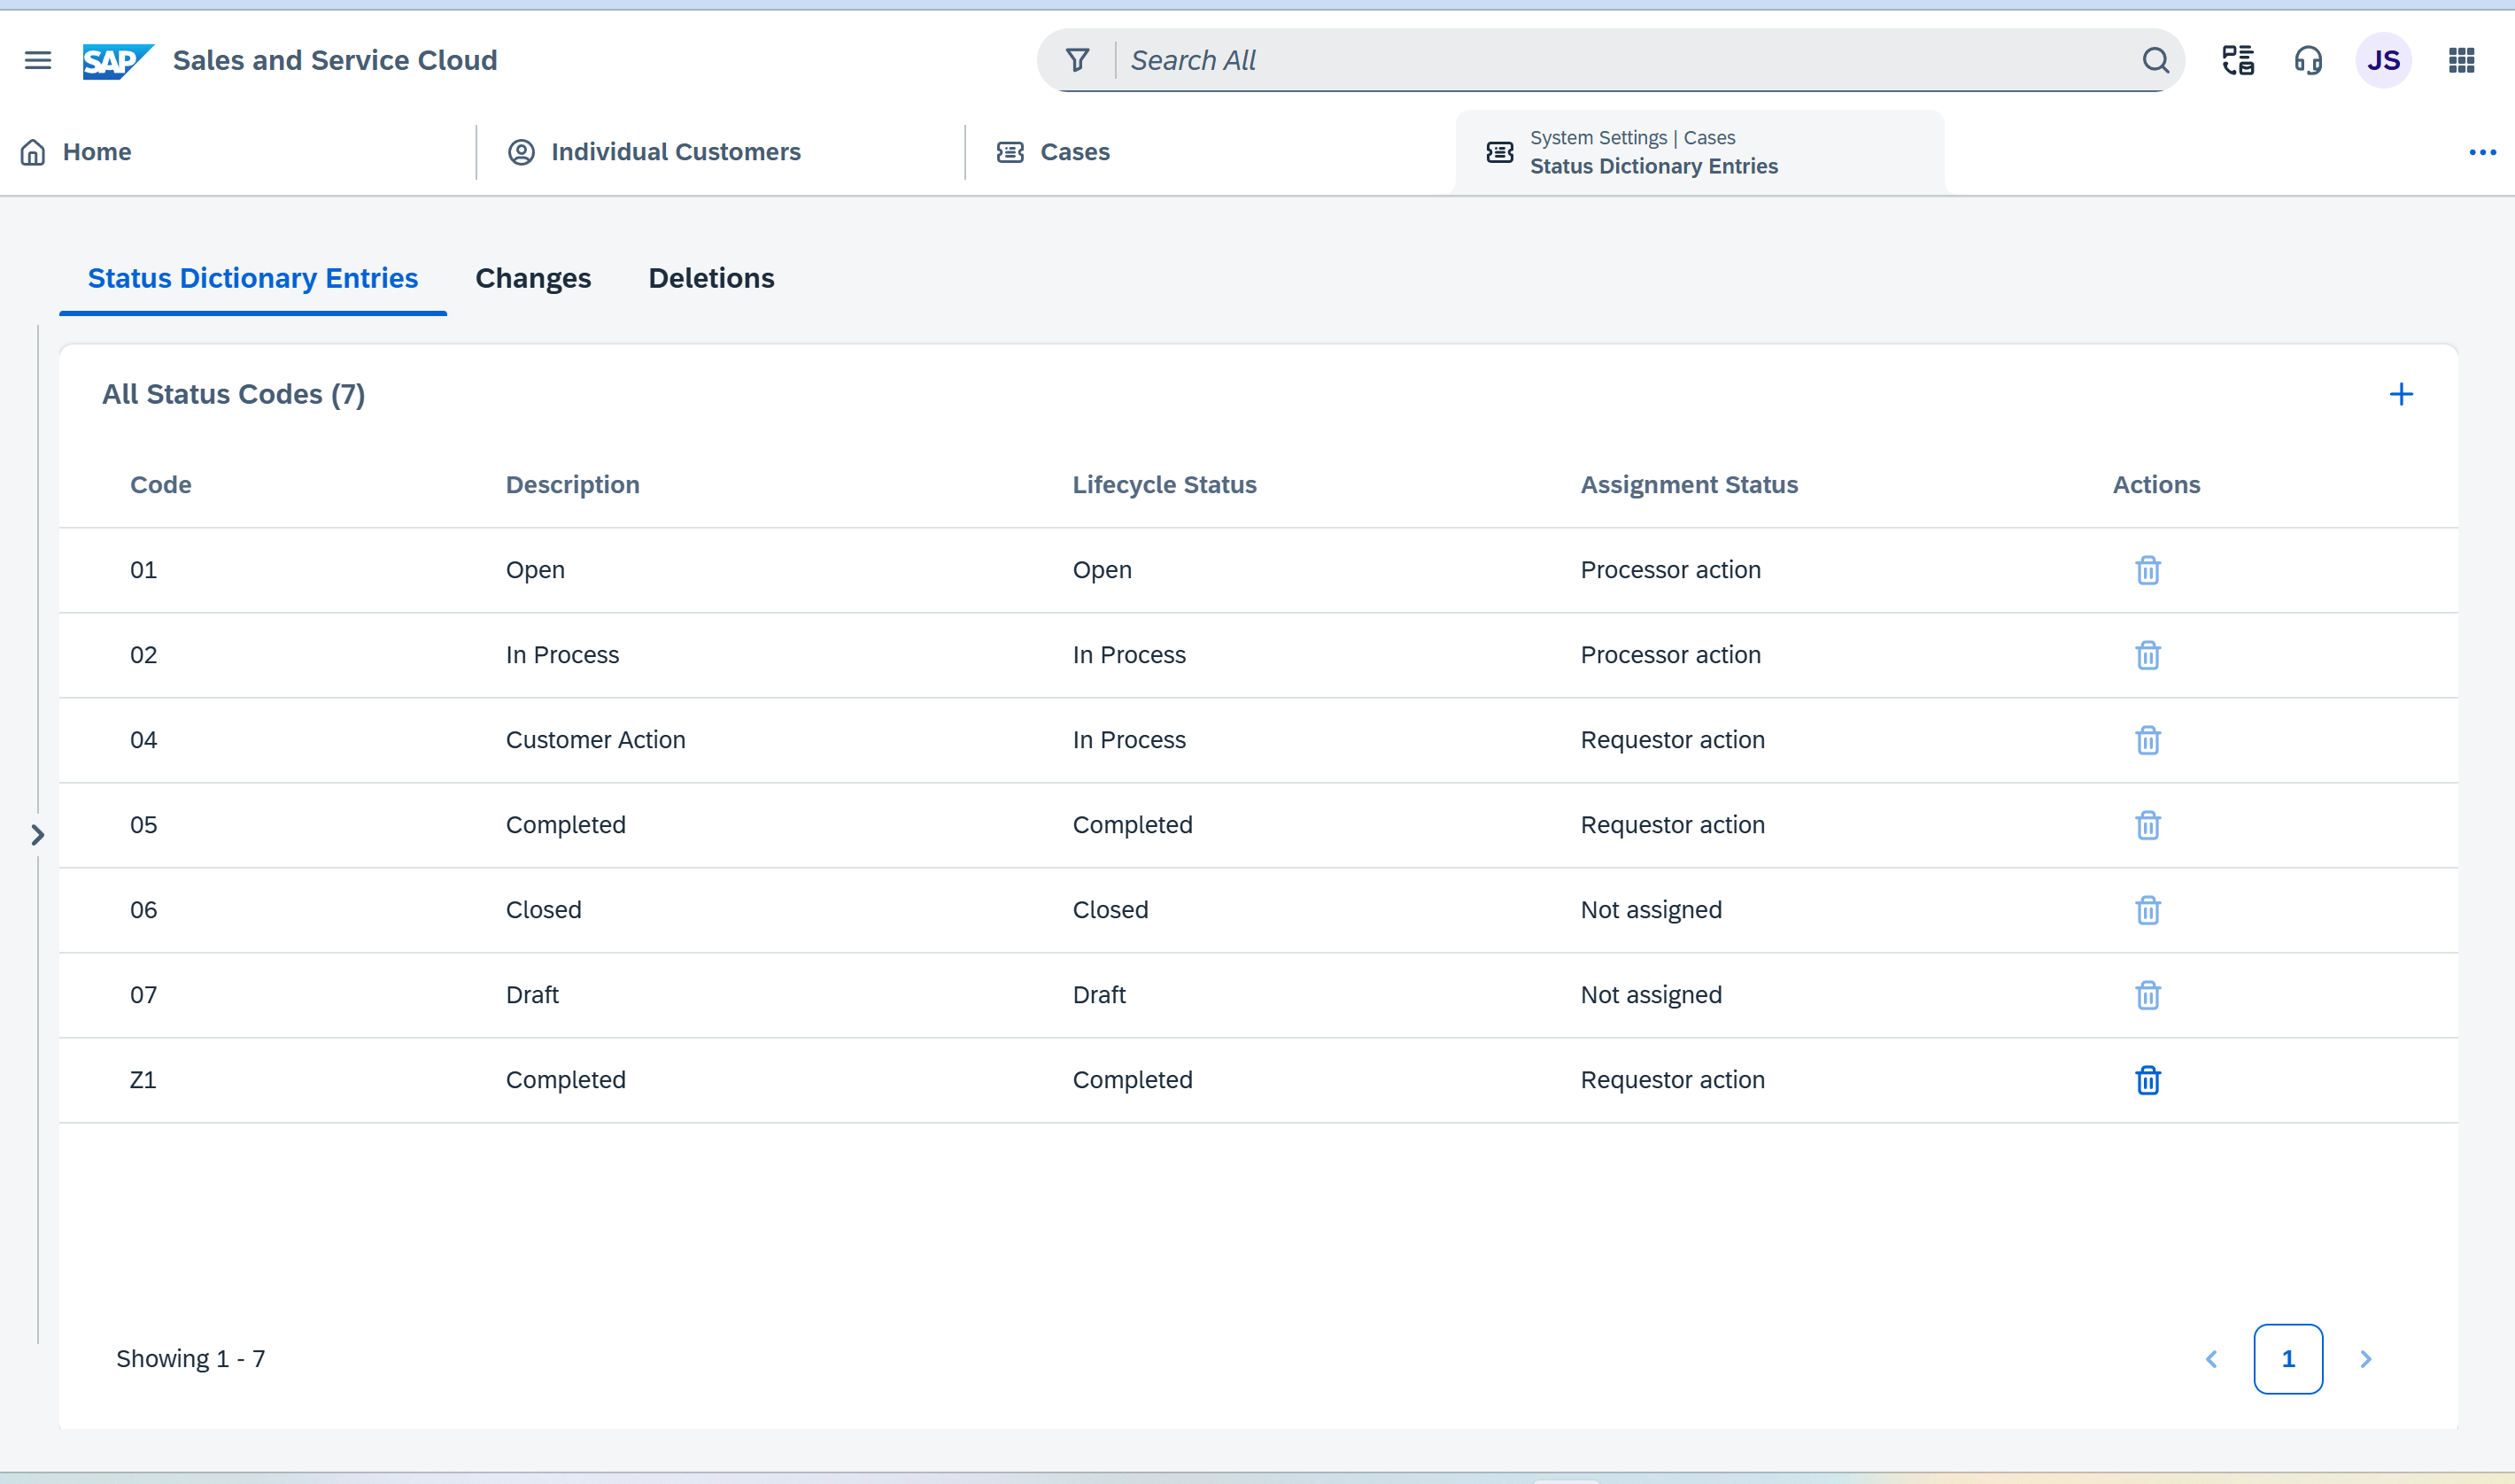 SAP Sales and Service Cloud
Search All
JS
Home
Individual Customers
Cases
System Settings | Cases
Status Dictionary Entries
Status Dictionary Entries Changes Deletions
All Status Codes (7)
Code Description Lifecycle Status Assignment Status Actions
01 Open Open Processor action
02 In Process In Process Processor action
04 Customer Action In Process Requestor action
05 Completed Completed Requestor action
06 Closed Closed Not assigned
07 Draft Draft Not assigned
Z1 Completed Completed Requestor action
Showing 1 - 7
1